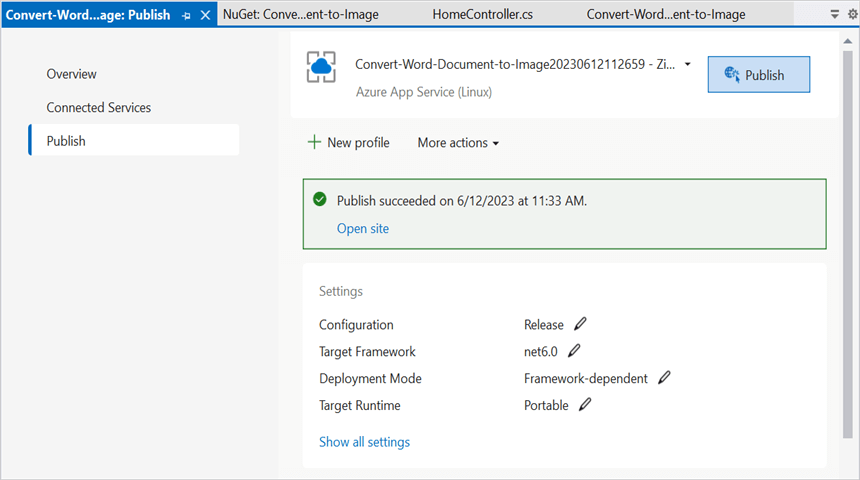 Convert-Word...age: Publish NuGet: Conve...ent-to-Image HomeController.cs Convert-Word...ent-to-Image
Overview
Connected Services
Publish
Convert-Word-Document-to-Image20230612112659 - Zi...
Azure App Service (Linux)
Publish
New profile More actions
Publish succeeded on 6/12/2023 at 11:33 AM.
Open site
Settings
Configuration Release
Target Framework net6.0
Deployment Mode Framework-dependent
Target Runtime Portable
Show all settings